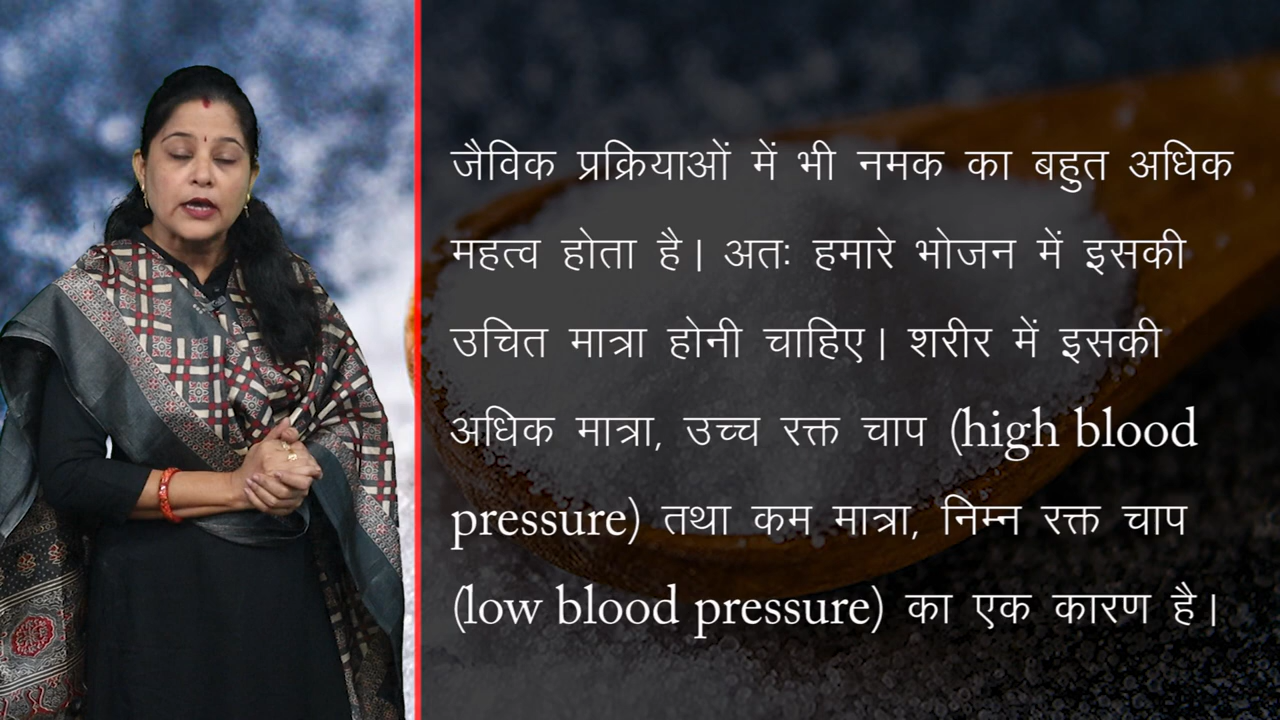 जैविक प्रक्रियाओं में भी नमक का बहुत अधिक
महत्व होता है। अतः हमारे भोजन में इसकी
उचित मात्रा होनी चाहिए। शरीर में इसकी
अधिक मात्रा, उच्च रक्त चाप (high blood
pressure) तथा कम मात्रा, निम्न रक्त चाप
(low blood pressure) का एक कारण है।